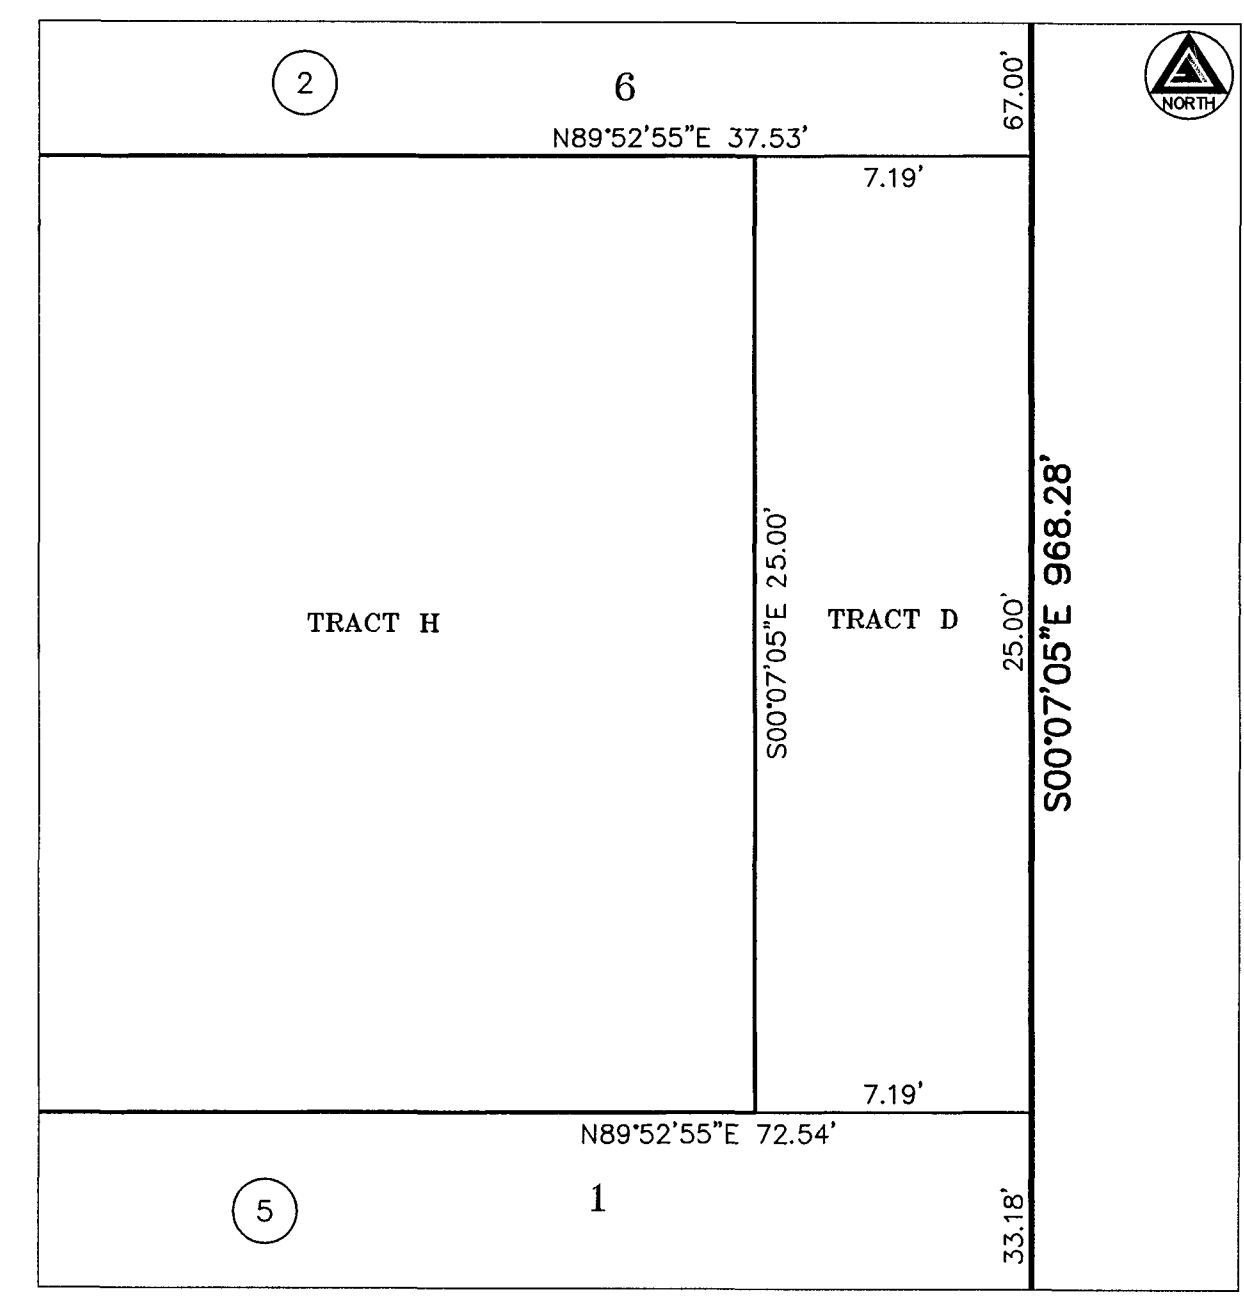 2
6
67.00'
NORTH
N89°52'55"E 37.53'
7.19'
S00°07'05"E 25.00'
S00°07'05"E 968.28'
25.00'
TRACT H
TRACT D
7.19'
N89°52'55"E 72.54'
5
1
33.18'